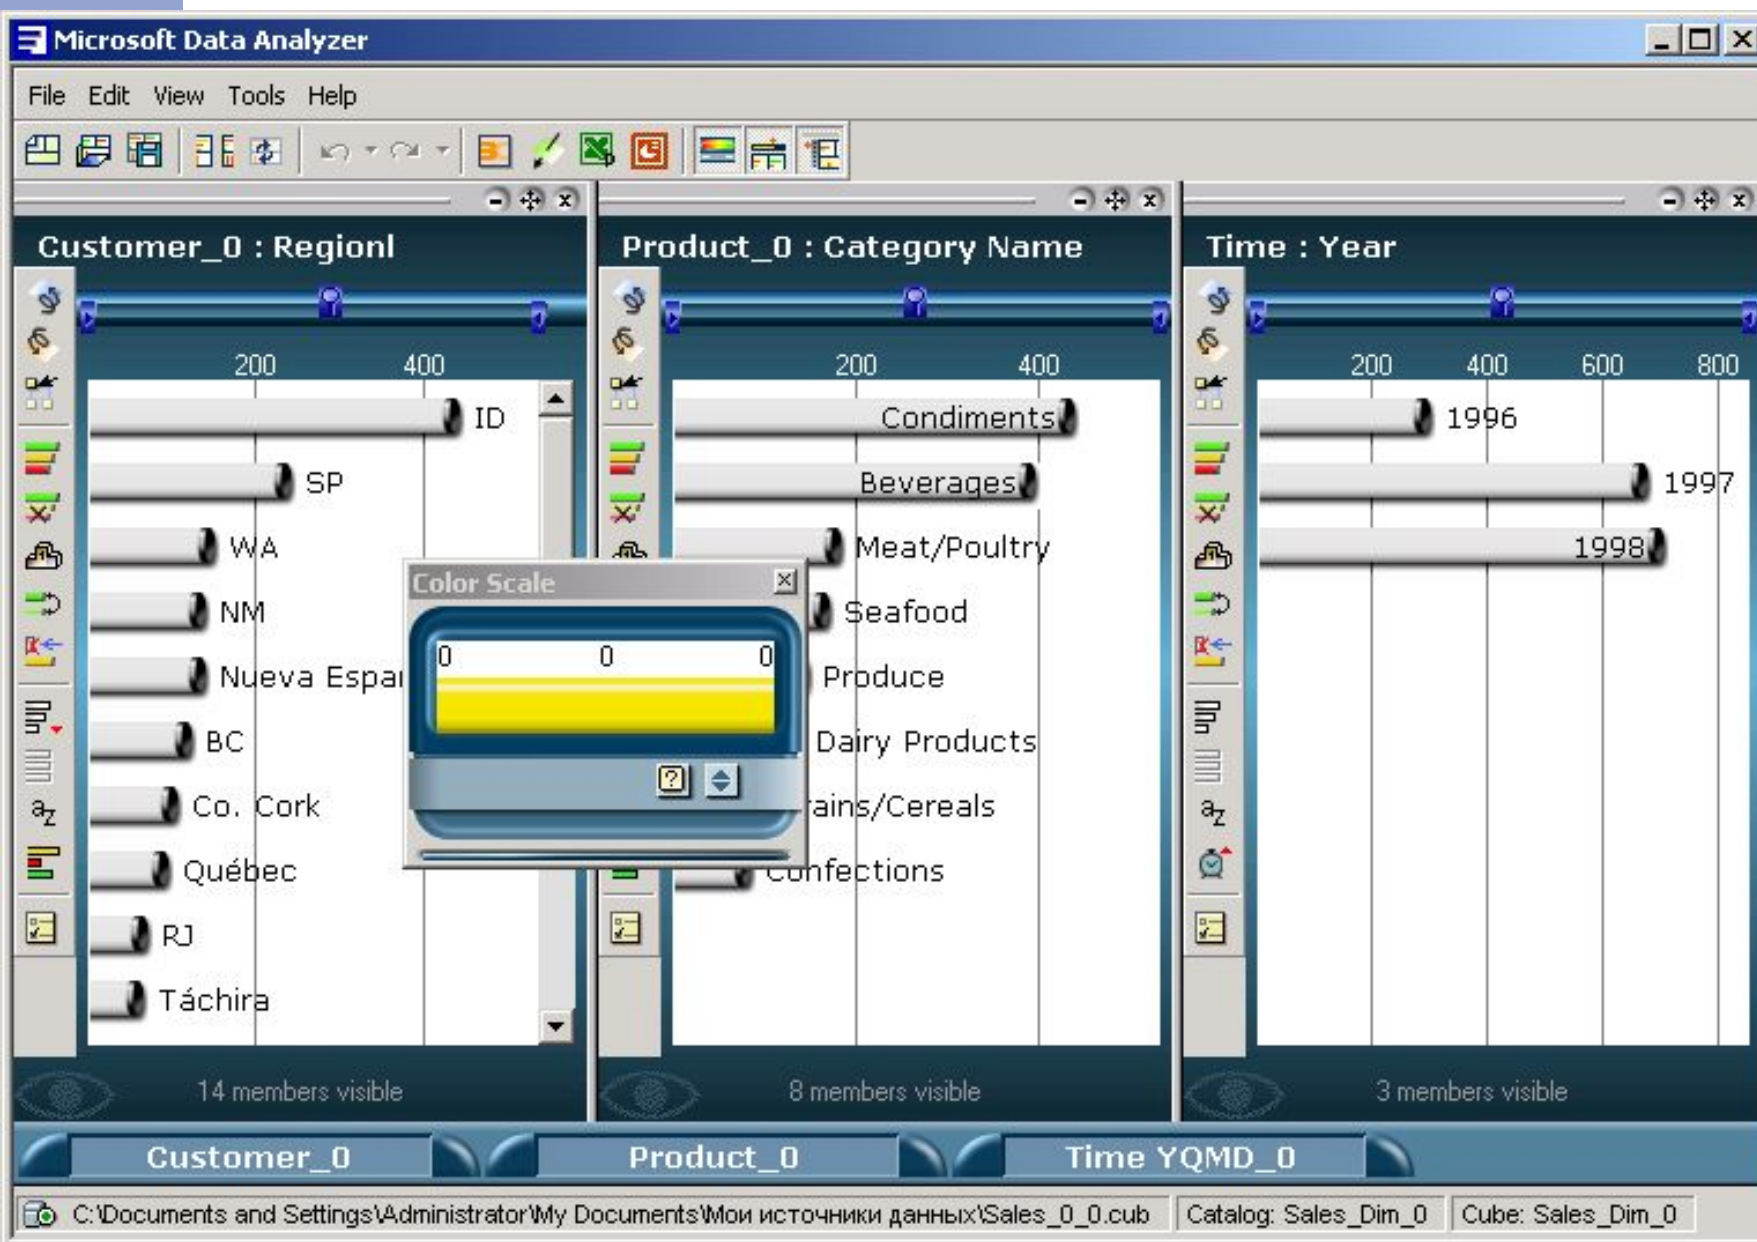 Microsoft Data Analyzer
File Edit View Tools Help
Customer_0 : Regionl
200 400
ID
SP
WA
NM
Nueva Espar
BC
Co. Cork
Québec
RJ
Táchira
14 members visible
Product_0 : Category Name
200 400
Condiments
Beverages
Meat/Poultry
Seafood
Produce
Dairy Products
rains/Cereals
Confections
8 members visible
Time : Year
200 400 600 800
1996
1997
1998
3 members visible
Color Scale
0 0 0
Customer_0 Product_0 Time YQMD_0
C:\Documents and Settings\Administrator\My Documents\Мои источники данных\Sales_0_0.cub Catalog: Sales_Dim_0 Cube: Sales_Dim_0